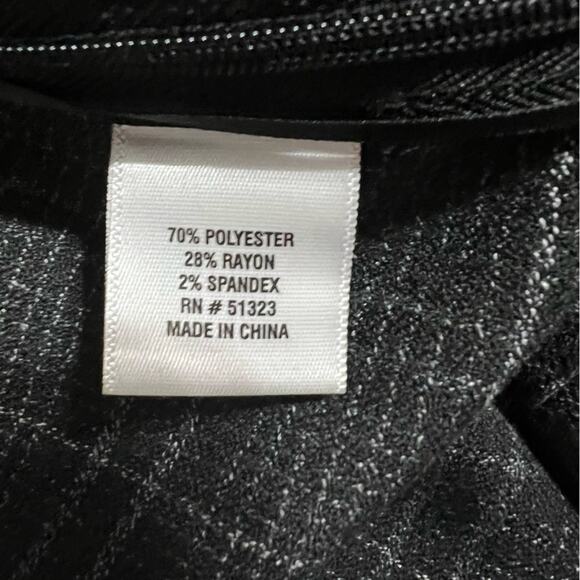 70% POLYESTER
28% RAYON
2% SPANDEX
RN # 51323
MADE IN CHINA